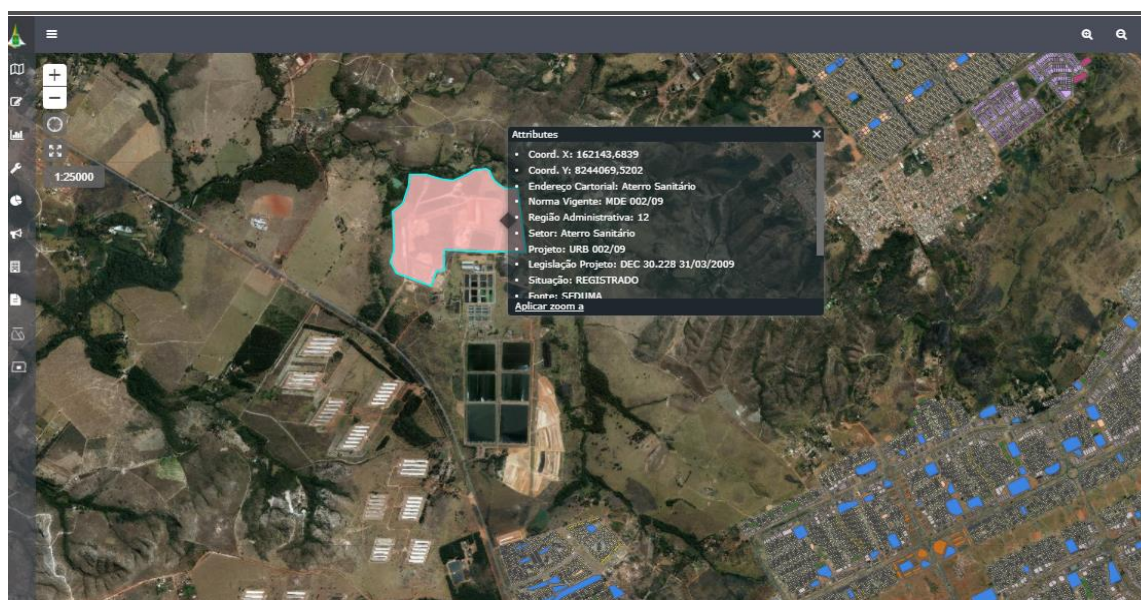 +
−
1:25000
Attributes
Coord. X: 162143,6839
Coord. Y: 8244069,5202
Endereço Cartorial: Aterro Sanitário
Norma Vigente: MDE 002/09
Região Administrativa: 12
Setor: Aterro Sanitário
Projeto: URB 002/09
Legislação Projeto: DEC 30.228 31/03/2009
Situação: REGISTRADO
Fonte: SEDUMA
Aplicar zoom a